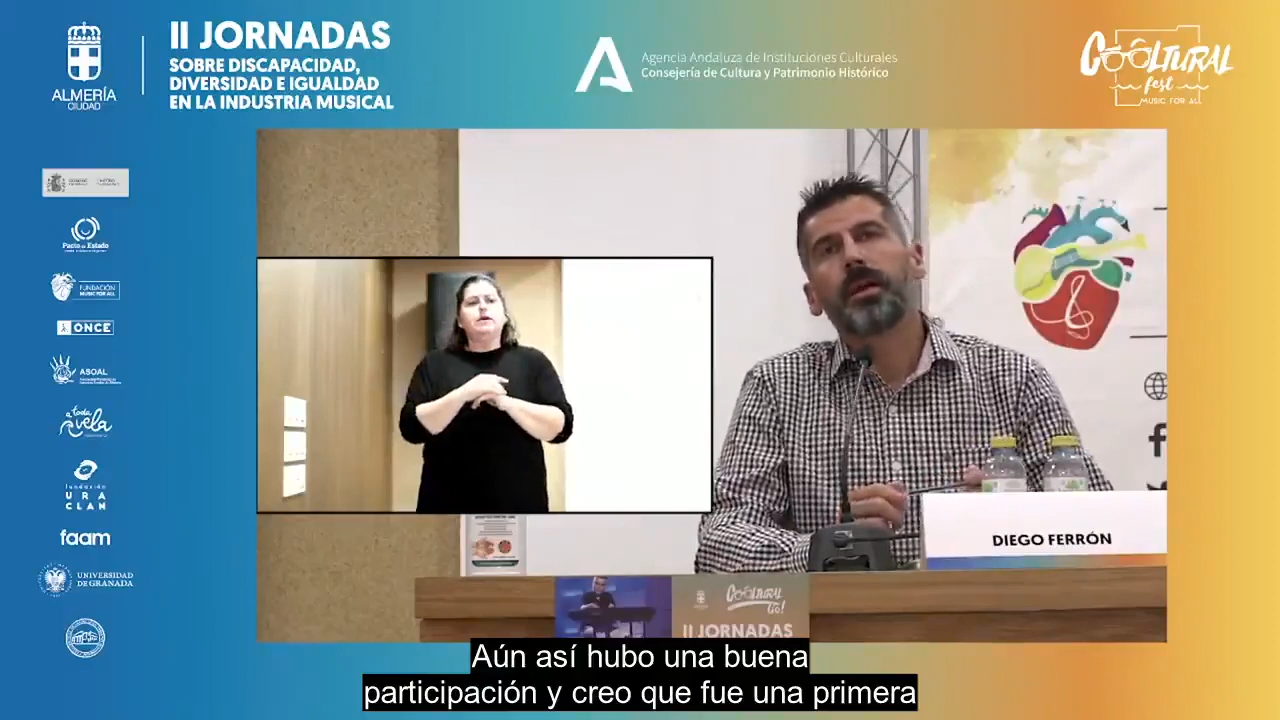 ALMERÍA
CIUDAD
II JORNADAS
SOBRE DISCAPACIDAD,
DIVERSIDAD E IGUALDAD
EN LA INDUSTRIA MUSICAL
Agencia Andaluza de Instituciones Culturales
Consejería de Cultura y Patrimonio Histórico
COOLTURAL
fest
MUSIC FOR ALL
Pacto de Estado
FUNDACIÓN
MUSIC FOR ALL
ONCE
ASOAL
a toda
vela
fundación
URA
CLAN
faam
UNIVERSIDAD
DE GRANADA
DIEGO FERRÓN
COOLTURAL
Go!
II JORNADAS
Aún así hubo una buena
participación y creo que fue una primera